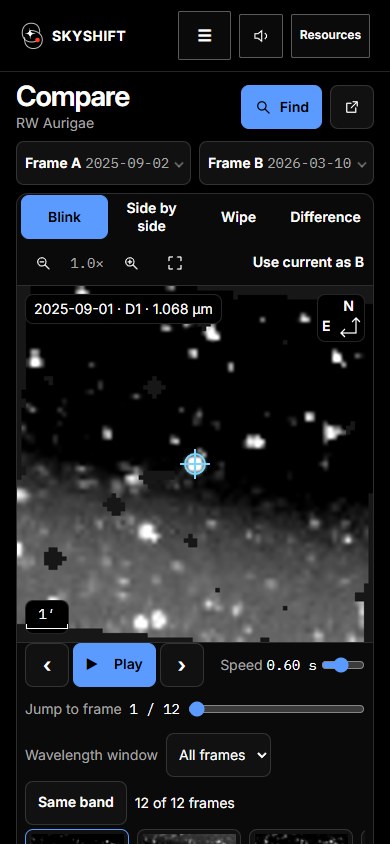 SKYSHIFT
Resources
Compare
RW Aurigae
Find
Frame A 2025-09-02
Frame B 2026-03-10
Blink
Side by
side
Wipe
Difference
1.0×
Use current as B
2025-09-01 · D1 · 1.068 µm
N
E
1′
Play
Speed 0.60 s
Jump to frame 1 / 12
Wavelength window
All frames
Same band
12 of 12 frames